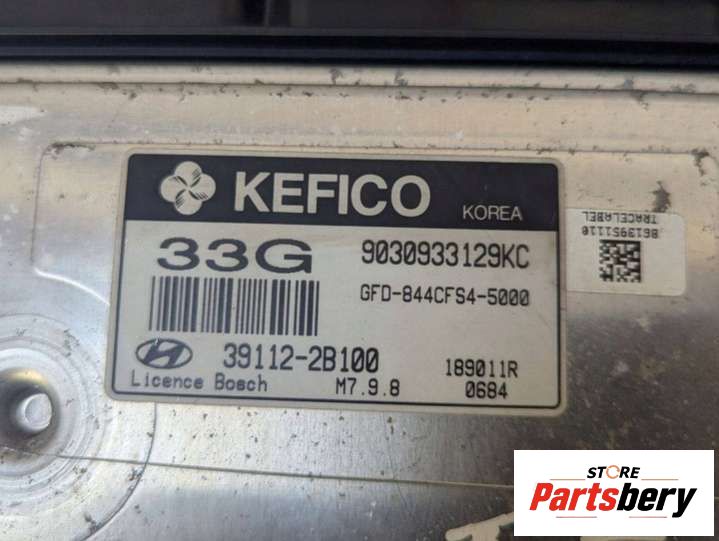 KEFICO
KOREA
33G
9030933129KC
GFD-844CFS4-5000
39112-2B100
189011R
Licence Bosch
M7.9.8
0684
86139951110
TRACELABEL
STORE
Partsbery